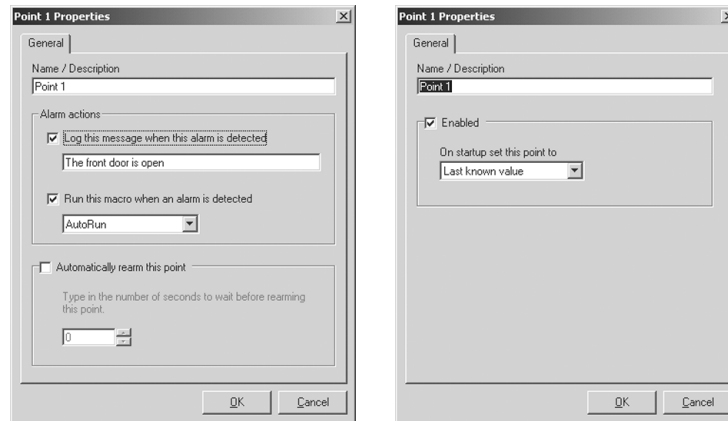 Point 1 Properties
General
Name / Description
Point 1
Alarm actions
Log this message when this alarm is detected
The front door is open
Run this macro when an alarm is detected
AutoRun
Automatically rearm this point
Type in the number of seconds to wait before rearming
this point.
0
OK
Cancel
Point 1 Properties
General
Name / Description
Point 1
Enabled
On startup set this point to
Last known value
OK
Cancel